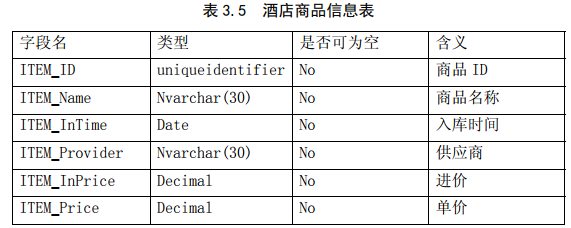 表 3.5 酒店商品信息表
字段名 类型 是否可为空 含义
ITEM_ID uniqueidentifier No 商品 ID
ITEM_Name Nvarchar(30) No 商品名称
ITEM_InTime Date No 入库时间
ITEM_Provider Nvarchar(30) No 供应商
ITEM_InPrice Decimal No 进价
ITEM_Price Decimal No 单价